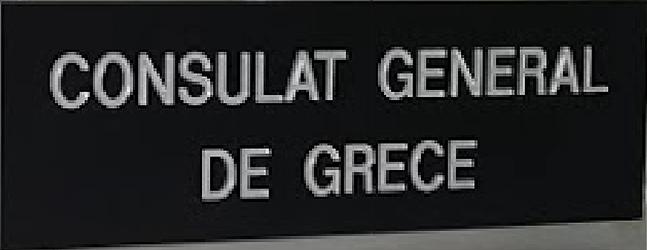 CONSULAT GENERAL
DE GRECE